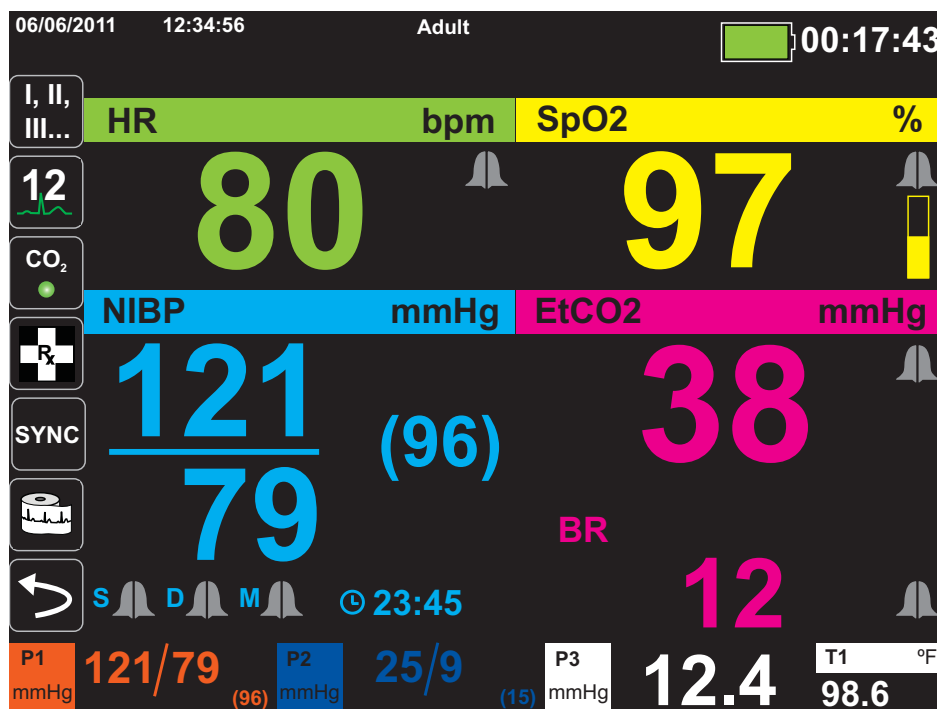 06/06/2011 12:34:56 Adult 00:17:43
I, II,
III...
HR bpm SpO2 %
12
80 97
CO2
NIBP mmHg EtCO2 mmHg
Rx
121 38
SYNC
(96)
79
BR
12
S D M 23:45
P1 mmHg 121/79 (96) P2 mmHg 25/9 (15) P3 mmHg 12.4 T1 ºF
98.6